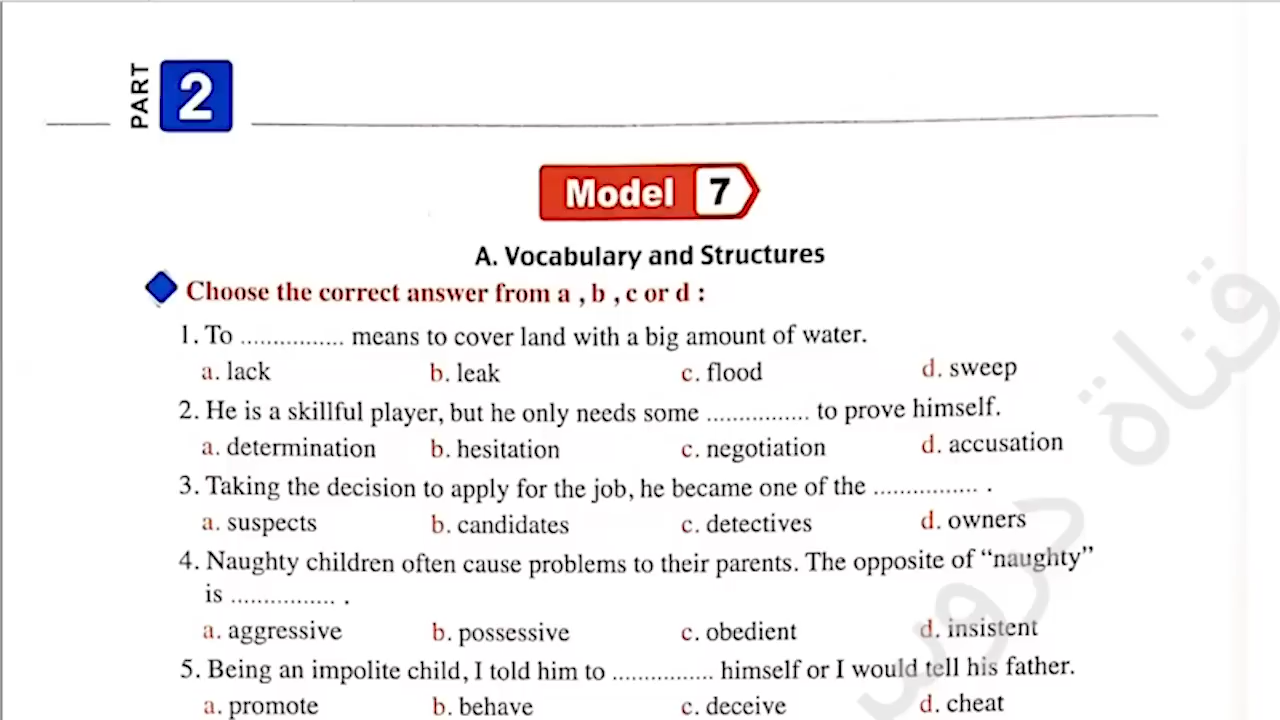 PART 2
Model 7
A. Vocabulary and Structures
Choose the correct answer from a , b , c or d :
1. To ................ means to cover land with a big amount of water.
a. lack b. leak c. flood d. sweep
2. He is a skillful player, but he only needs some ................ to prove himself.
a. determination b. hesitation c. negotiation d. accusation
3. Taking the decision to apply for the job, he became one of the ................ .
a. suspects b. candidates c. detectives d. owners
4. Naughty children often cause problems to their parents. The opposite of “naughty”
is ................ .
a. aggressive b. possessive c. obedient d. insistent
5. Being an impolite child, I told him to ................ himself or I would tell his father.
a. promote b. behave c. deceive d. cheat
قناة
دروس